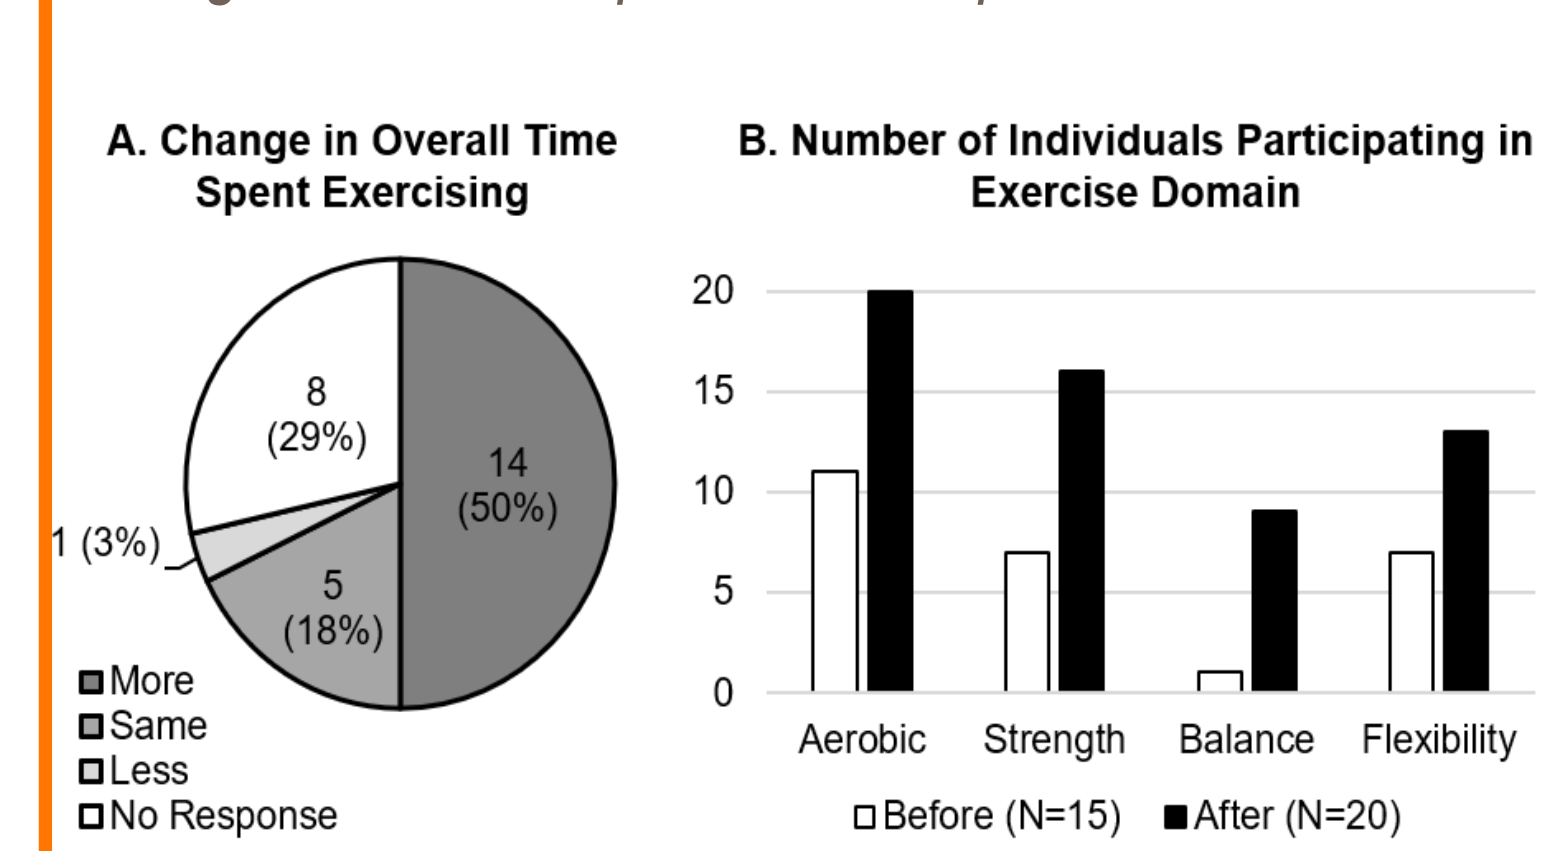 A. Change in Overall Time
Spent Exercising
8
(29%)
14
(50%)
1 (3%)
5
(18%)
More
Same
Less
No Response
B. Number of Individuals Participating in
Exercise Domain
20
15
10
5
0
Aerobic Strength Balance Flexibility
Before (N=15) After (N=20)